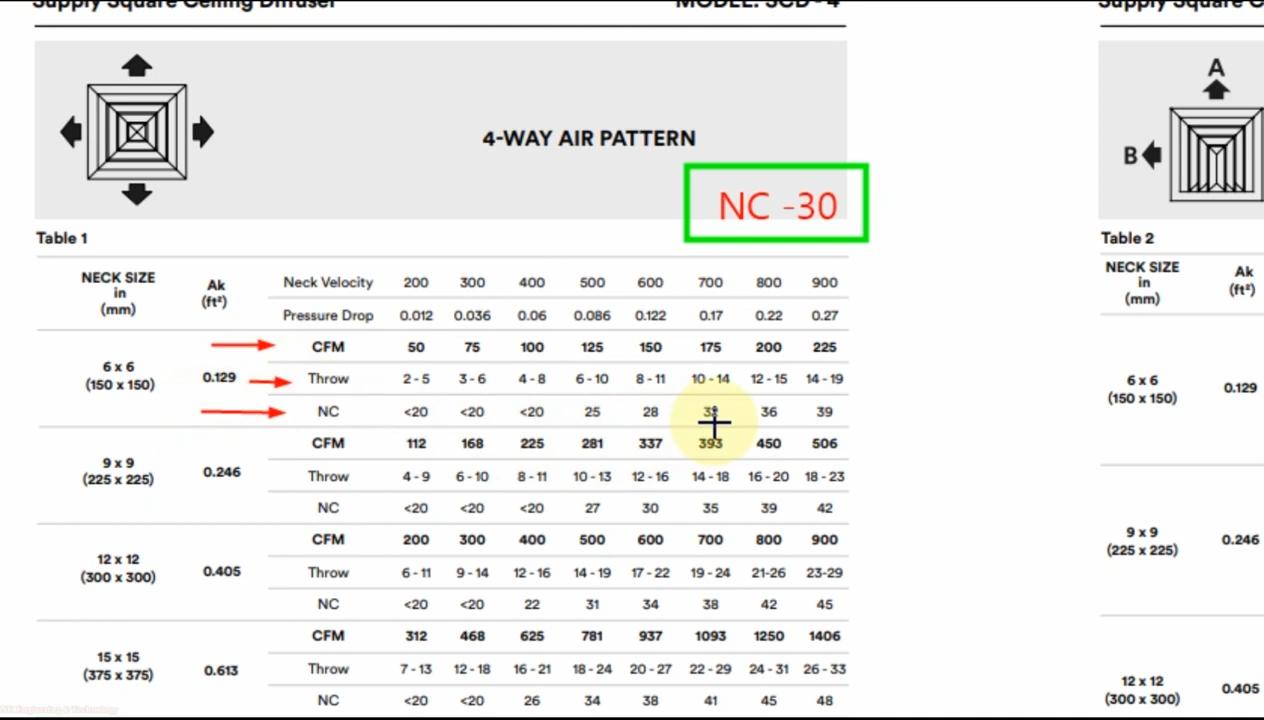 Supply Square Ceiling Diffuser MODEL: SCD - 4
4-WAY AIR PATTERN
NC -30
Table 1
NECK SIZE in (mm) Ak (ft²) Neck Velocity 200 300 400 500 600 700 800 900
Pressure Drop 0.012 0.036 0.06 0.086 0.122 0.17 0.22 0.27
6 x 6 (150 x 150) 0.129 CFM 50 75 100 125 150 175 200 225
Throw 2 - 5 3 - 6 4 - 8 6 - 10 8 - 11 10 - 14 12 - 15 14 - 19
NC <20 <20 <20 25 28 36 39
9 x 9 (225 x 225) 0.246 CFM 112 168 225 281 337 393 450 506
Throw 4 - 9 6 - 10 8 - 11 10 - 13 12 - 16 14 - 18 16 - 20 18 - 23
NC <20 <20 <20 27 30 35 39 42
12 x 12 (300 x 300) 0.405 CFM 200 300 400 500 600 700 800 900
Throw 6 - 11 9 - 14 12 - 16 14 - 19 17 - 22 19 - 24 21-26 23-29
NC <20 <20 22 31 34 38 42 45
15 x 15 (375 x 375) 0.613 CFM 312 468 625 781 937 1093 1250 1406
Throw 7 - 13 12 - 18 16 - 21 18 - 24 20 - 27 22 - 29 24 - 31 26 - 33
NC <20 <20 26 34 38 41 45 48
Supply Square
A
B
Table 2
NECK SIZE in (mm) Ak (ft²)
6 x 6 (150 x 150) 0.129
9 x 9 (225 x 225) 0.246
12 x 12 (300 x 300) 0.405